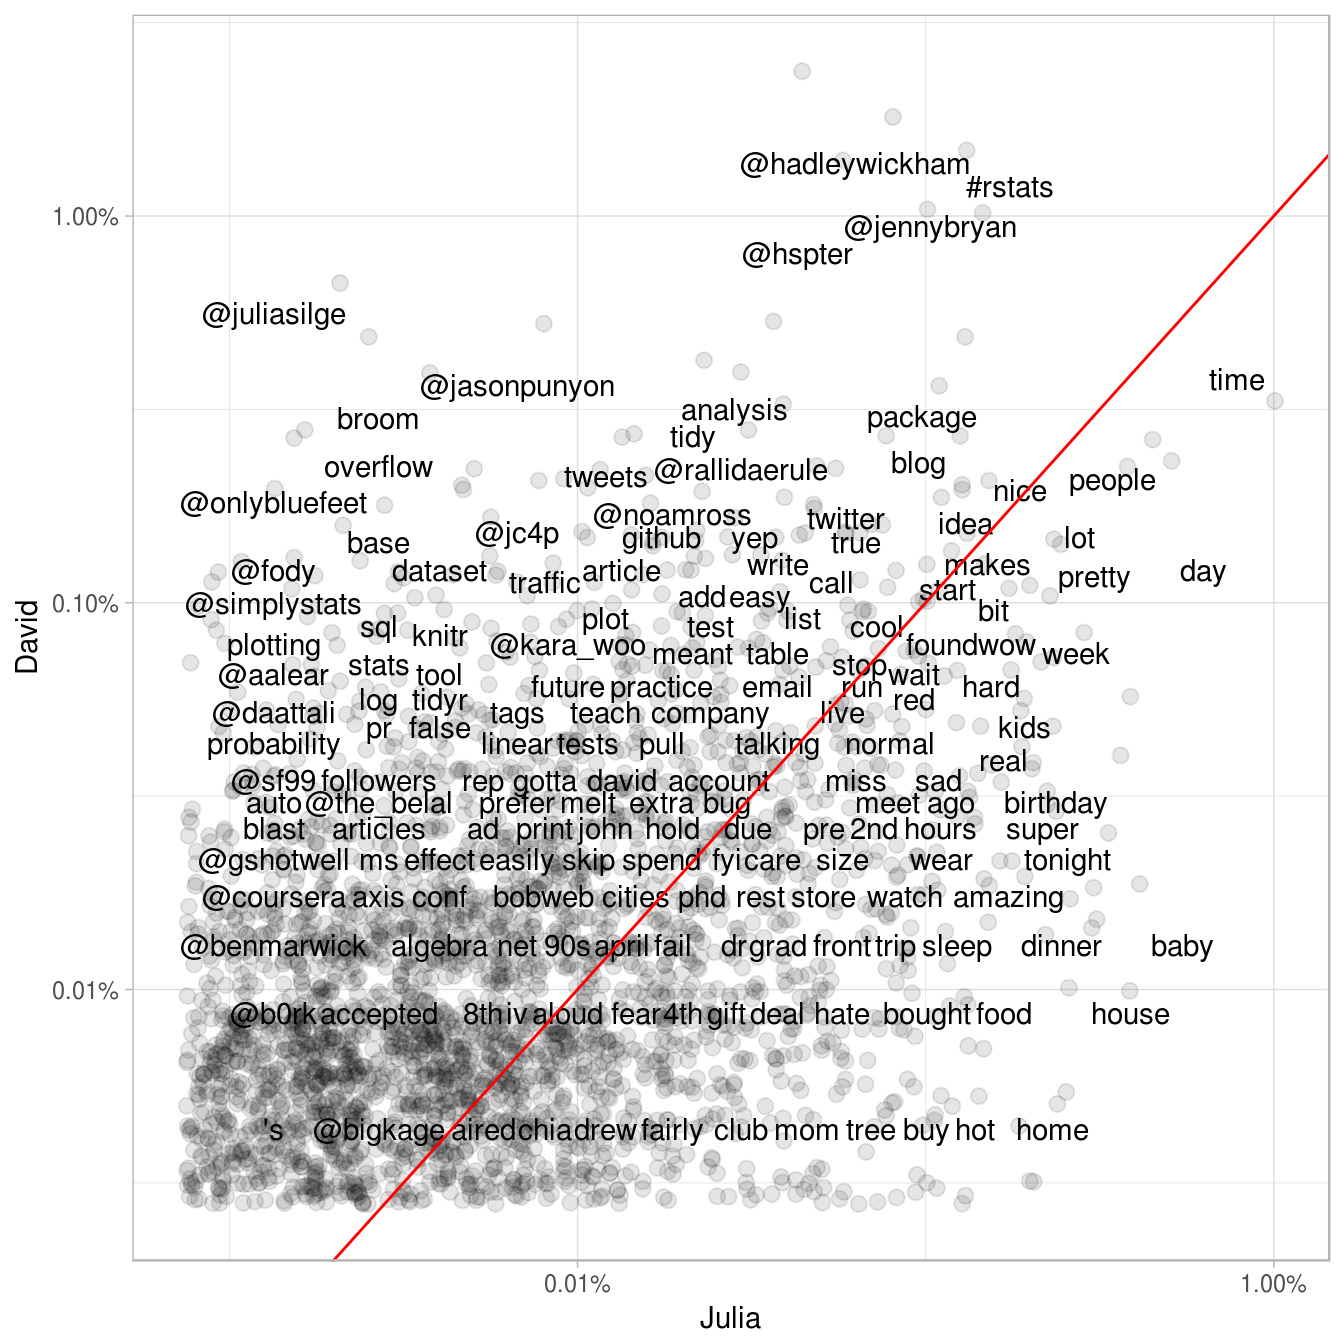 @hadleywickham
#rstats
1.00%
@jennybryan
@hspter
@juliasilge
time
@jasonpunyon
analysis
package
broom
tidy
blog
overflow
tweets @rallidaerule
people
nice
@onlybluefeet
@noamross
twitter
idea
@jc4p
github
yep
lot
base
true
write
makes
@fody
dataset
article
day
pretty
traffic
call
start
add easy
0.10%
@simplystats
bit
plot
list
sql
test
cool
knitr
plotting
@kara_woo
found wow
meant
table
week
stats
stop
@aalear
tool
wait
future practice
email
run
hard
log
tidyr
red
@daattali
tags
teach
company
live
pr
false
kids
probability
linear tests
pull
talking
normal
real
@sf99 followers
rep
gotta
david
account
miss
sad
auto @the_belal
prefer melt
extra bug
meet ago
birthday
blast
articles
ad
print john
hold
due
pre 2nd hours
super
@gshotwell ms effect easily skip spend fyi care size
wear
tonight
@coursera axis conf
bob web cities phd rest store watch amazing
@benmarwick
algebra net 90s april fail
dr grad front trip sleep
dinner
baby
0.01%
@b0rk accepted
8th iv aloud
fear 4th gift deal hate bought food
house
's
@bigkage aired chia drew fairly club mom tree buy hot
home
David
0.01%
1.00%
Julia